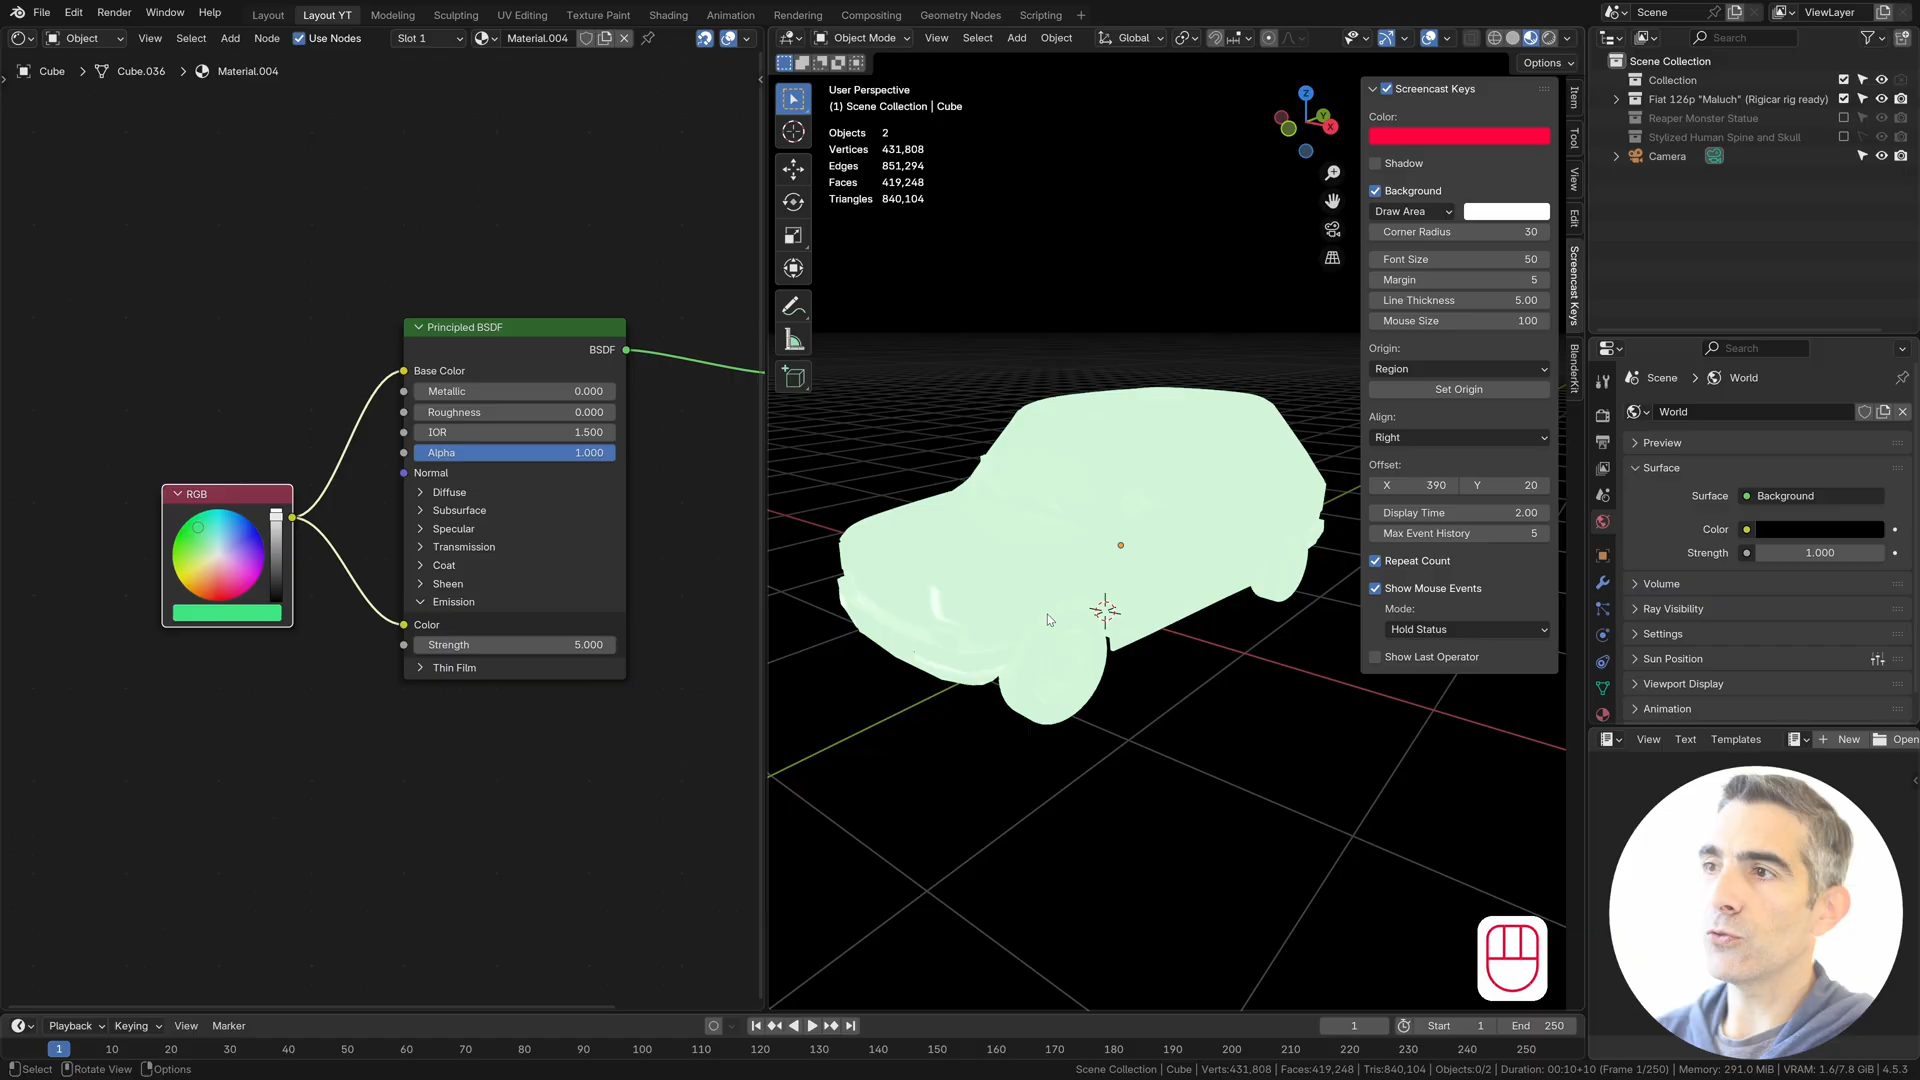 File Edit Render Window Help Layout Layout YT Modeling Sculpting UV Editing Texture Paint Shading Animation Rendering Compositing Geometry Nodes Scripting + Scene ViewLayer
Object View Select Add Node Use Nodes Slot 1 Material.004 Object Mode View Select Add Object Global Search
Options
Cube > Cube.036 > Material.004
User Perspective
(1) Scene Collection | Cube
Objects 2
Vertices 431,808
Edges 851,294
Faces 419,248
Triangles 840,104
Z
Y
X
Screencast Keys
Color:
Shadow
Background
Draw Area
Corner Radius 30
Font Size 50
Margin 5
Line Thickness 5.00
Mouse Size 100
Origin:
Region
Set Origin
Align:
Right
Offset:
X 390 Y 20
Display Time 2.00
Max Event History 5
Repeat Count
Show Mouse Events
Mode:
Hold Status
Show Last Operator
Item
Tool
View
Edit
Screencast Keys
BlenderKit
Scene Collection
Collection
Fiat 126p "Maluch" (Rigicar rig ready)
Reaper Monster Statue
Stylized Human Spine and Skull
Camera
Search
Scene > World
World
Preview
Surface
Surface Background
Color
Strength 1.000
Volume
Ray Visibility
Settings
Sun Position
Viewport Display
Animation
View Text Templates + New Open
Principled BSDF
BSDF
Base Color
Metallic 0.000
Roughness 0.000
IOR 1.500
Alpha 1.000
Normal
Diffuse
Subsurface
Specular
Transmission
Coat
Sheen
Emission
Color
Strength 5.000
Thin Film
RGB
Playback Keying View Marker 1 Start 1 End 250
1 10 20 30 40 50 60 70 80 90 100 110 120 130 140 150 160 170 180 190 200 210 220 230 240 250
Select Rotate View Options Scene Collection | Cube | Verts:431,808 | Faces:419,248 | Tris:840,104 | Objects:0/2 | Duration: 00:10+10 (Frame 1/250) | Memory: 291.0 MiB | VRAM: 1.6/7.8 GiB | 4.5.3